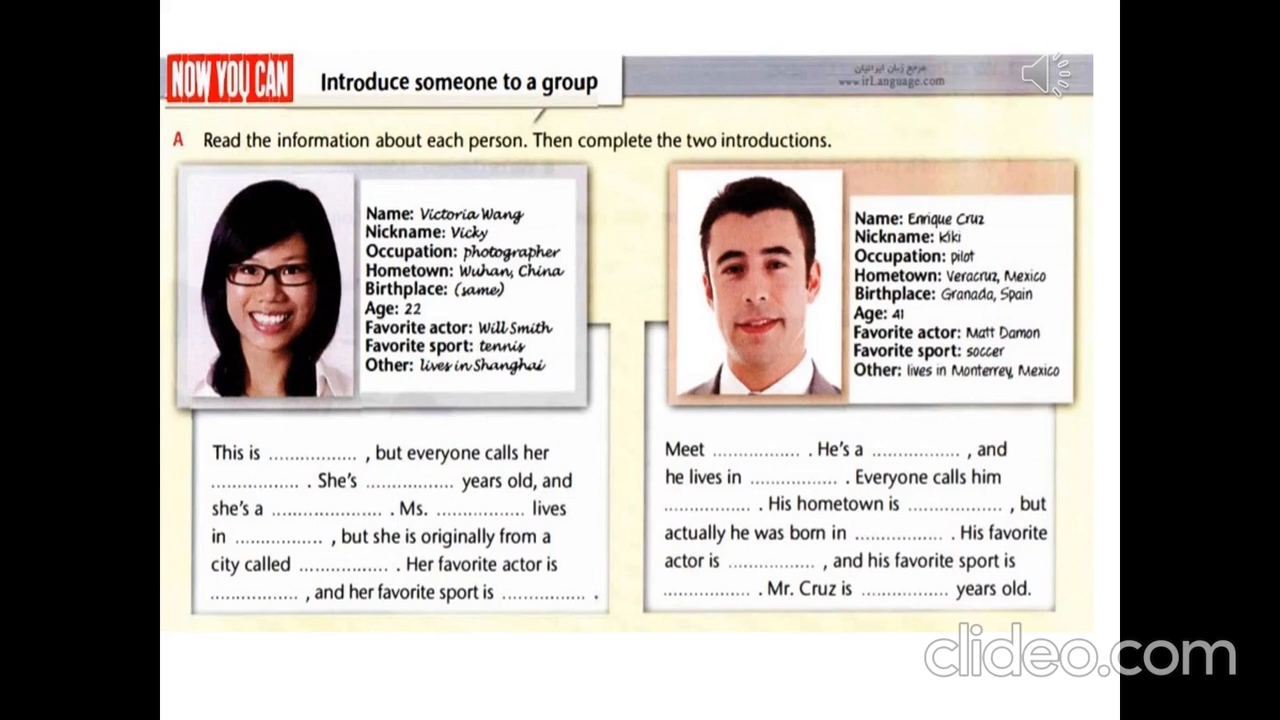 NOW YOU CAN
Introduce someone to a group
مرجع زبان ایرانیان
www.irLanguage.com
A Read the information about each person. Then complete the two introductions.
Name: Victoria Wang
Nickname: Vicky
Occupation: photographer
Hometown: Wuhan, China
Birthplace: (same)
Age: 22
Favorite actor: Will Smith
Favorite sport: tennis
Other: lives in Shanghai
This is .................. , but everyone calls her
.................. . She's .................. years old, and
she's a ...................... . Ms. .................. lives
in .................. , but she is originally from a
city called .................. . Her favorite actor is
.................. , and her favorite sport is ................. .
Name: Enrique Cruz
Nickname: Kiki
Occupation: pilot
Hometown: Veracruz, Mexico
Birthplace: Granada, Spain
Age: 41
Favorite actor: Matt Damon
Favorite sport: soccer
Other: lives in Monterrey, Mexico
Meet .................. . He's a .................. , and
he lives in .................. . Everyone calls him
.................. . His hometown is ................... , but
actually he was born in .................. . His favorite
actor is .................. , and his favorite sport is
.................. . Mr. Cruz is .................. years old.
clideo.com